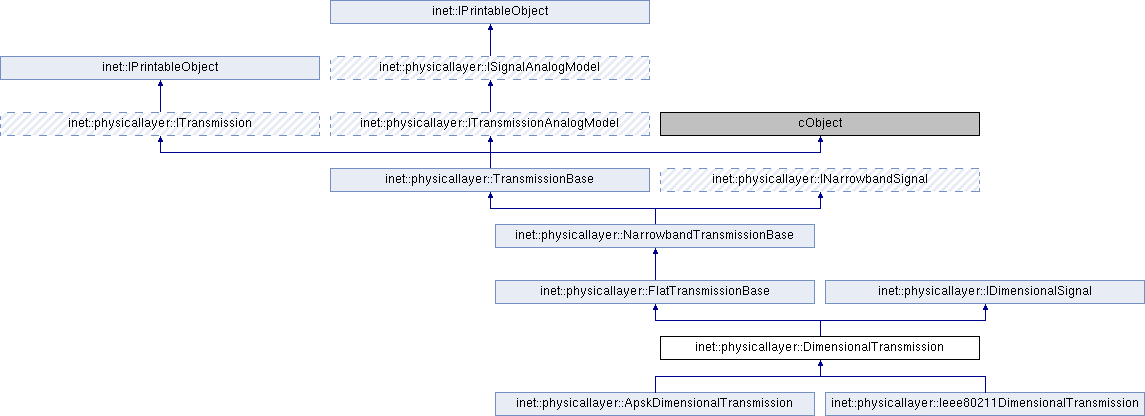 inet::IPrintableObject
inet::IPrintableObject
inet::physicallayer::ISignalAnalogModel
inet::physicallayer::ITransmission
inet::physicallayer::ITransmissionAnalogModel
cObject
inet::physicallayer::TransmissionBase
inet::physicallayer::INarrowbandSignal
inet::physicallayer::NarrowbandTransmissionBase
inet::physicallayer::FlatTransmissionBase
inet::physicallayer::IDimensionalSignal
inet::physicallayer::DimensionalTransmission
inet::physicallayer::ApskDimensionalTransmission
inet::physicallayer::Ieee80211DimensionalTransmission